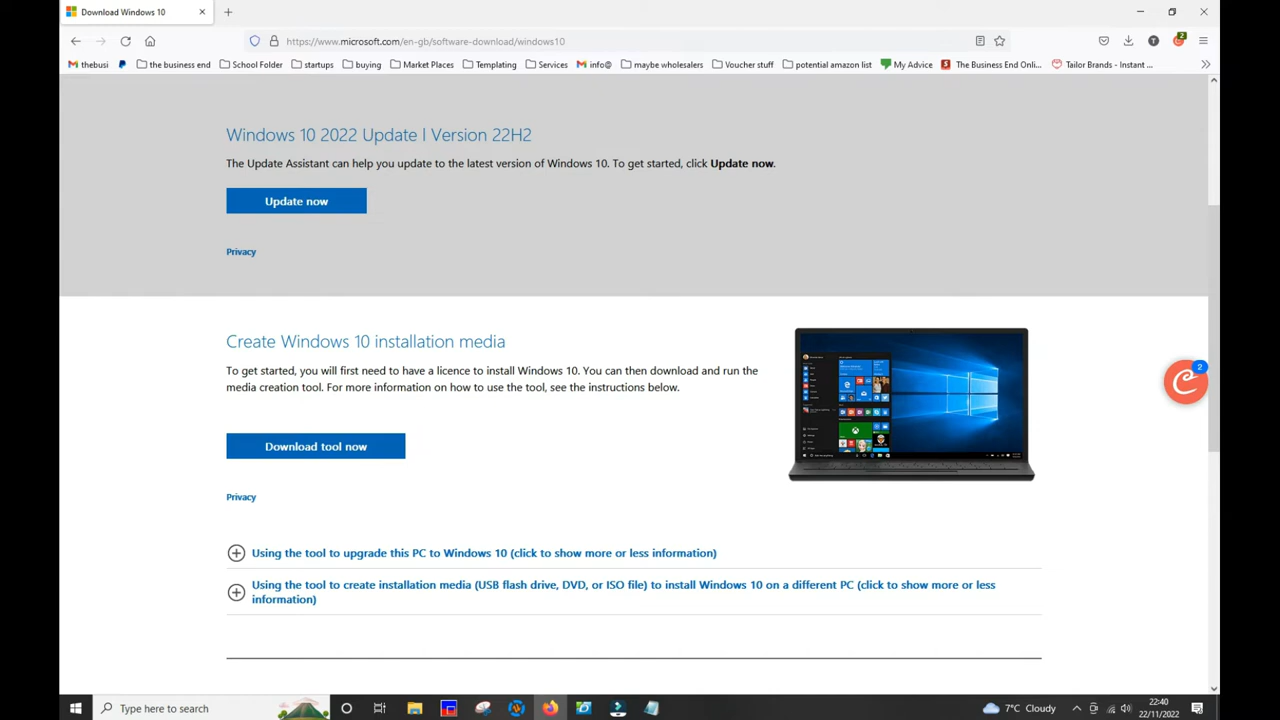 Download Windows 10
https://www.microsoft.com/en-gb/software-download/windows10
2
thebusi
the business end
School Folder
startups
buying
Market Places
Templating
Services
info@
maybe wholesalers
Voucher stuff
potential amazon list
My Advice
The Business End Onli...
Tailor Brands - Instant ...
Windows 10 2022 Update | Version 22H2
The Update Assistant can help you update to the latest version of Windows 10. To get started, click Update now.
Update now
Privacy
Create Windows 10 installation media
To get started, you will first need to have a licence to install Windows 10. You can then download and run the
media creation tool. For more information on how to use the tool, see the instructions below.
Download tool now
2
Privacy
Using the tool to upgrade this PC to Windows 10 (click to show more or less information)
Using the tool to create installation media (USB flash drive, DVD, or ISO file) to install Windows 10 on a different PC (click to show more or less
information)
Type here to search
7°C Cloudy
22:40
22/11/2022